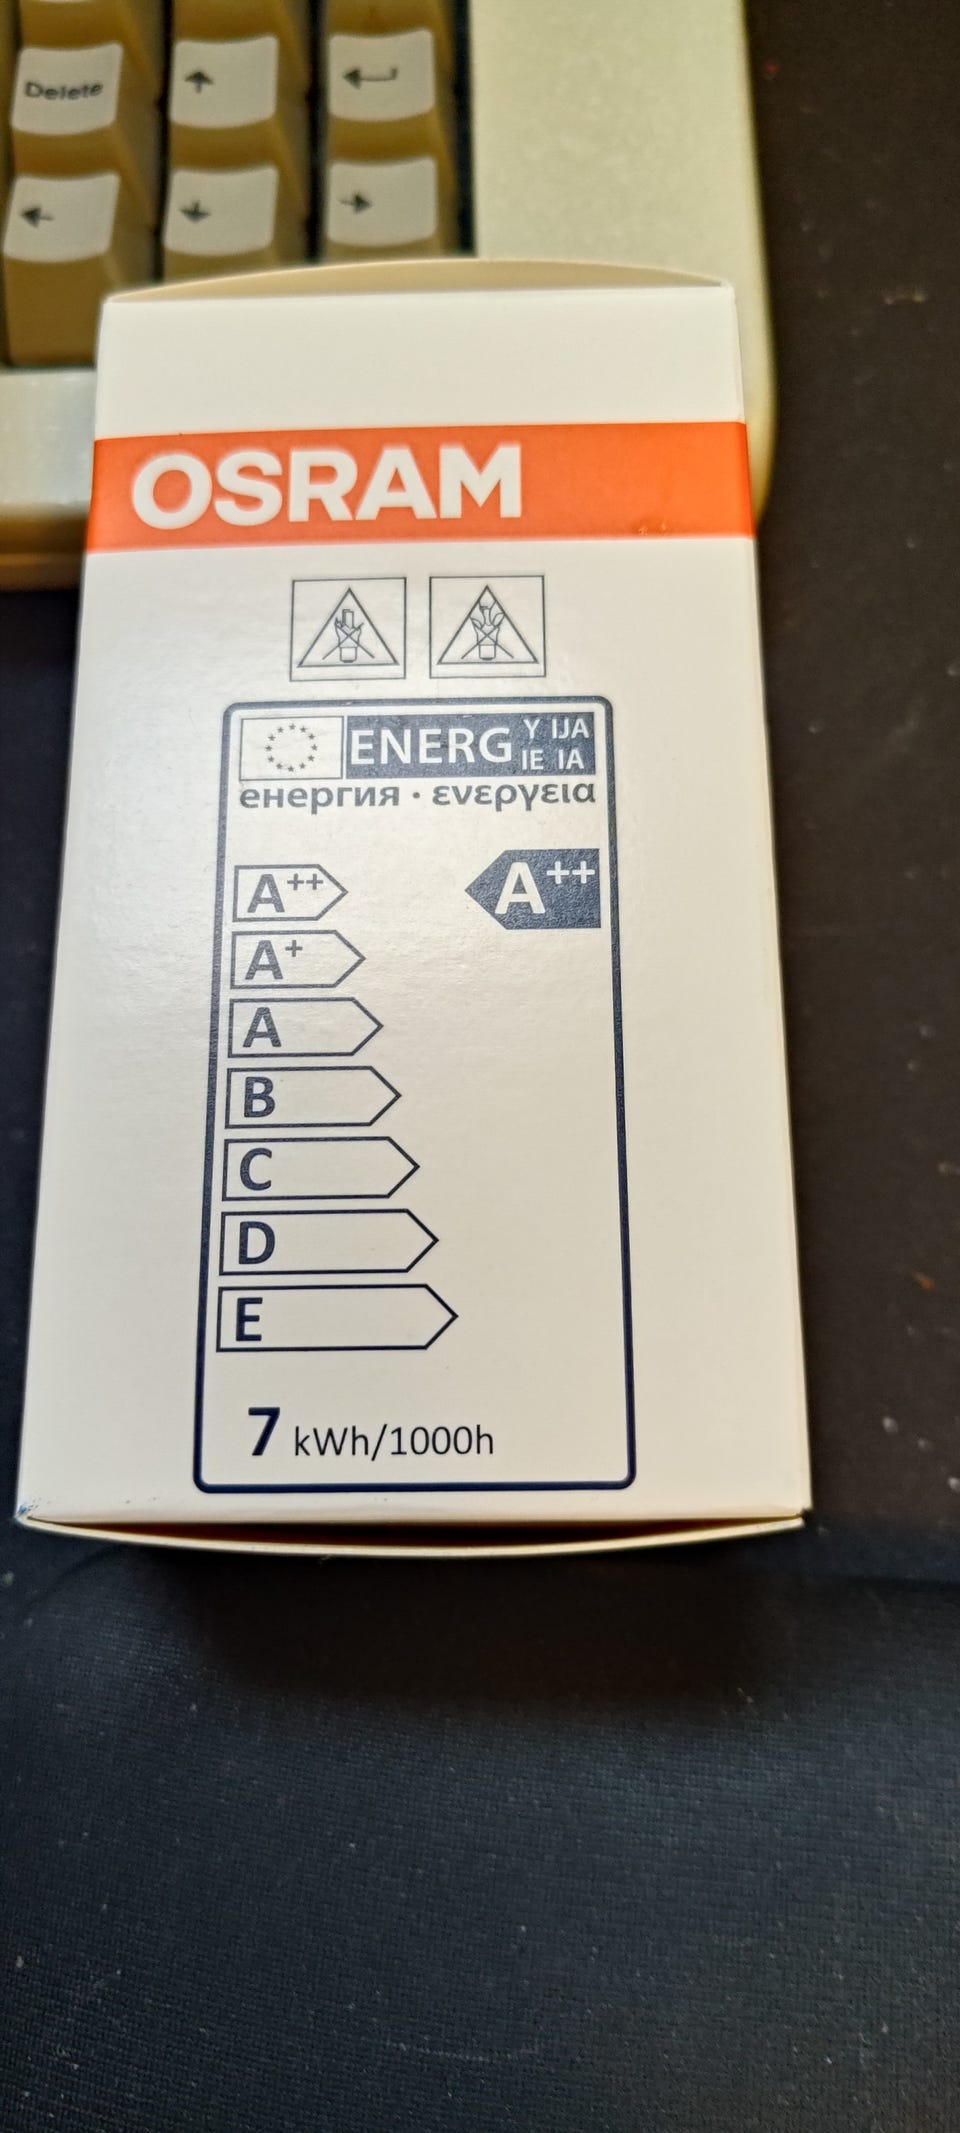 Delete
OSRAM
ENERG Y IJA
IE IA
енергия · ενεργεια
A++
A++
A+
A
B
C
D
E
7 kWh/1000h